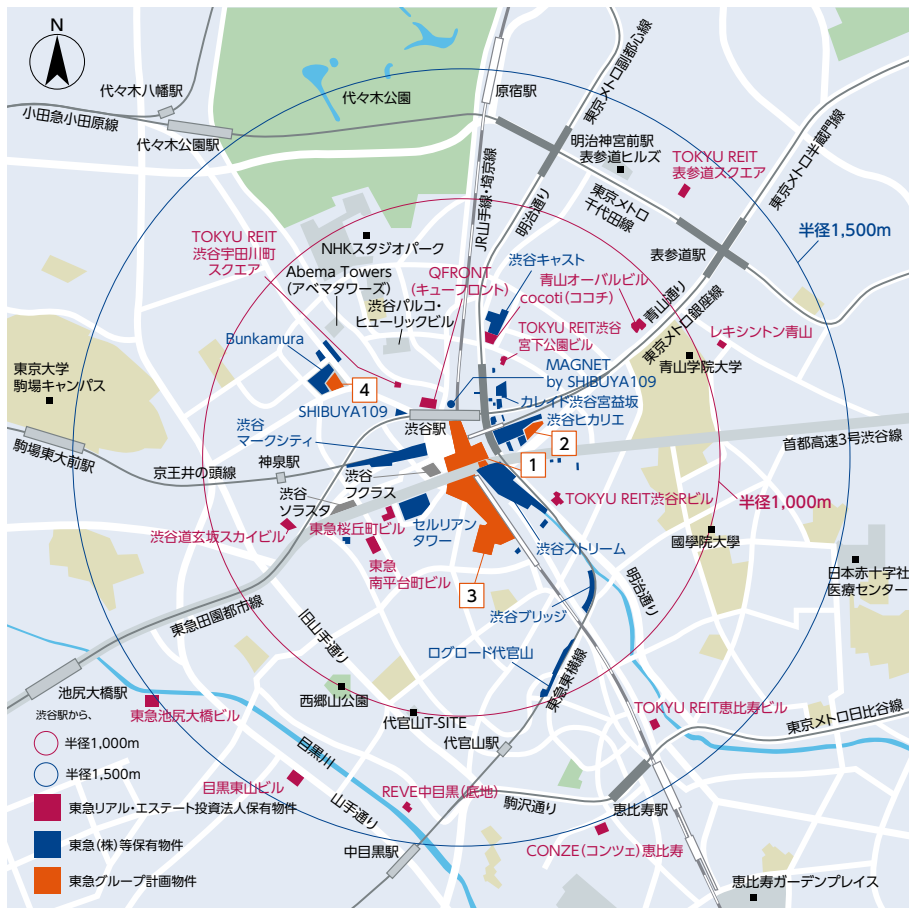 N
代々木八幡駅
小田急小田原線
代々木公園駅
代々木公園
原宿駅
東京メトロ副都心線
明治神宮前駅
表参道ヒルズ
東京メトロ半蔵門線
TOKYU REIT
表参道スクエア
東京メトロ
千代田線
JR山手線・埼京線
明治通り
表参道駅
半径1,500m
TOKYU REIT
渋谷宇田川町
スクエア
NHKスタジオパーク
Abema Towers
(アベマタワーズ)
渋谷パルコ・
ヒューリックビル
QFRONT
(キューフロント)
渋谷キャスト
青山オーバルビル
cocoti(ココチ)
青山通り
東京メトロ銀座線
TOKYU REIT渋谷
宮下公園ビル
レキシントン青山
青山学院大学
Bunkamura
東京大学
駒場キャンパス
4
MAGNET
by SHIBUYA109
カレイド渋谷宮益坂
SHIBUYA109
渋谷駅
渋谷ヒカリエ
2
首都高速3号渋谷線
渋谷
マークシティ
駒場東大前駅
京王井の頭線
神泉駅
1
渋谷
フクラス
渋谷
ソラスタ
TOKYU REIT渋谷Rビル
半径1,000m
渋谷道玄坂スカイビル
東急桜丘町ビル
セルリアン
タワー
渋谷ストリーム
國學院大學
東急
南平台町ビル
3
明治通り
日本赤十字社
医療センター
東急田園都市線
旧山手通り
渋谷ブリッジ
ログロード代官山
東急東横線
池尻大橋駅
西郷山公園
東急池尻大橋ビル
代官山T-SITE
TOKYU REIT恵比寿ビル
東京メトロ日比谷線
代官山駅
渋谷駅から、
半径1,000m
半径1,500m
目黒川
目黒東山ビル
山手通り
REVE中目黒(底地)
駒沢通り
恵比寿駅
東急リアル・エステート投資法人保有物件
東急(株)等保有物件
中目黒駅
CONZE(コンツェ)恵比寿
東急グループ計画物件
恵比寿ガーデンプレイス